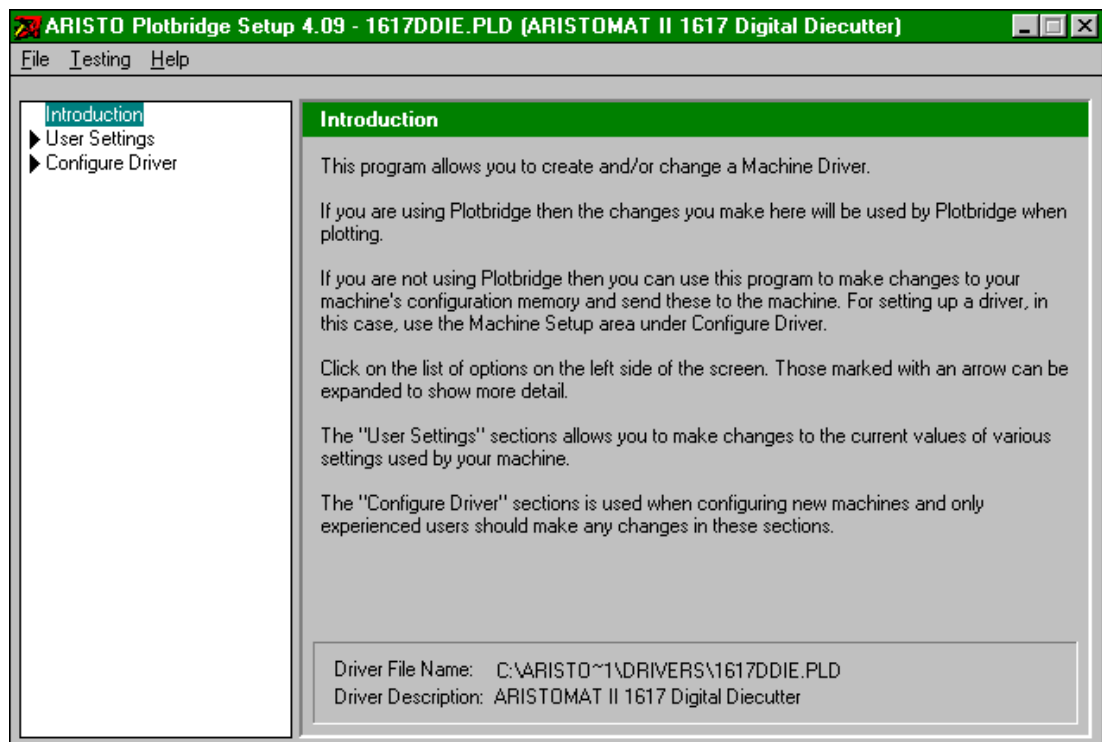 ARISTO Plotbridge Setup 4.09 - 1617DDIE.PLD (ARISTOMAT II 1617 Digital Diecutter)
File Testing Help
Introduction
User Settings
Configure Driver
Introduction
This program allows you to create and/or change a Machine Driver.
If you are using Plotbridge then the changes you make here will be used by Plotbridge when
plotting.
If you are not using Plotbridge then you can use this program to make changes to your
machine's configuration memory and send these to the machine. For setting up a driver, in
this case, use the Machine Setup area under Configure Driver.
Click on the list of options on the left side of the screen. Those marked with an arrow can be
expanded to show more detail.
The "User Settings" sections allows you to make changes to the current values of various
settings used by your machine.
The "Configure Driver" sections is used when configuring new machines and only
experienced users should make any changes in these sections.
Driver File Name: C:\ARISTO~1\DRIVERS\1617DDIE.PLD
Driver Description: ARISTOMAT II 1617 Digital Diecutter